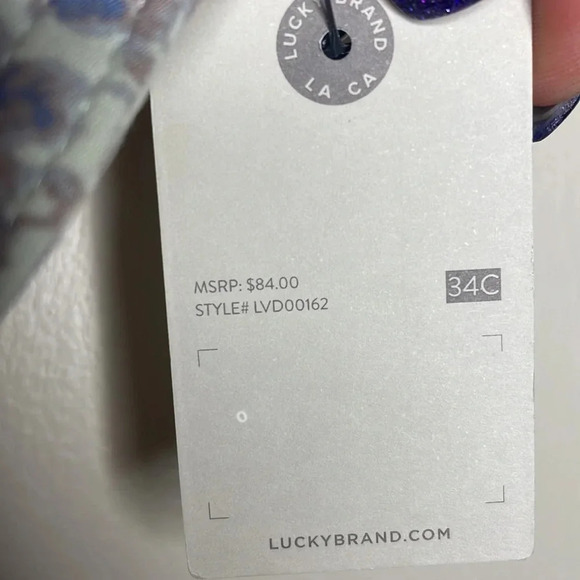 LUCKY BRAND
LA CA
MSRP: $84.00
34C
STYLE# LVD00162
LUCKYBRAND.COM